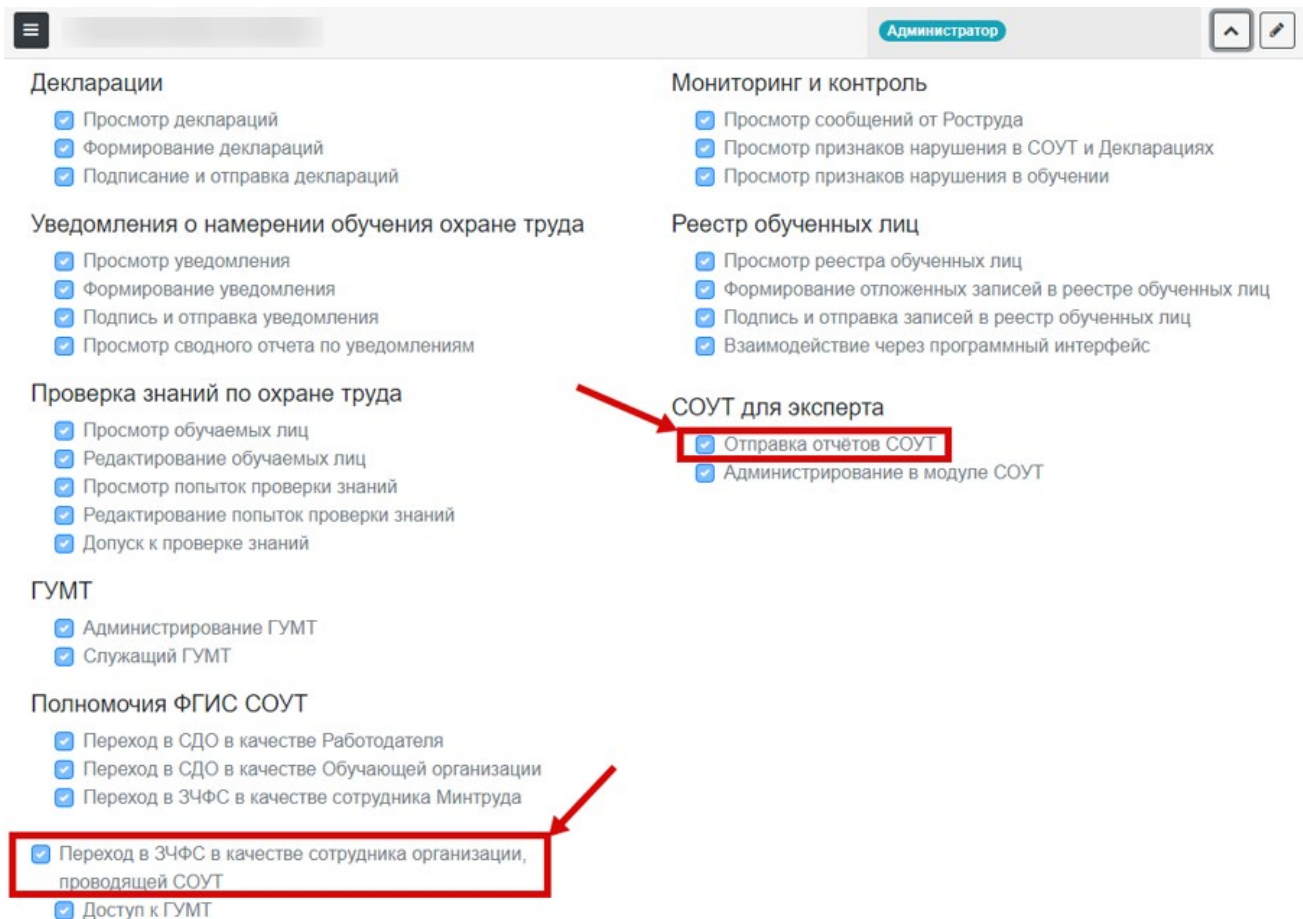 Администратор
Декларации
Просмотр деклараций
Формирование деклараций
Подписание и отправка деклараций
Уведомления о намерении обучения охране труда
Просмотр уведомления
Формирование уведомления
Подпись и отправка уведомления
Просмотр сводного отчета по уведомлениям
Проверка знаний по охране труда
Просмотр обучаемых лиц
Редактирование обучаемых лиц
Просмотр попыток проверки знаний
Редактирование попыток проверки знаний
Допуск к проверке знаний
ГУМТ
Администрирование ГУМТ
Служащий ГУМТ
Полномочия ФГИС СОУТ
Переход в СДО в качестве Работодателя
Переход в СДО в качестве Обучающей организации
Переход в ЗЧФС в качестве сотрудника Минтруда
Переход в ЗЧФС в качестве сотрудника организации,
проводящей СОУТ
Доступ к ГУМТ
Мониторинг и контроль
Просмотр сообщений от Роструда
Просмотр признаков нарушения в СОУТ и Декларациях
Просмотр признаков нарушения в обучении
Реестр обученных лиц
Просмотр реестра обученных лиц
Формирование отложенных записей в реестре обученных лиц
Подпись и отправка записей в реестр обученных лиц
Взаимодействие через программный интерфейс
СОУТ для эксперта
Отправка отчётов СОУТ
Администрирование в модуле СОУТ